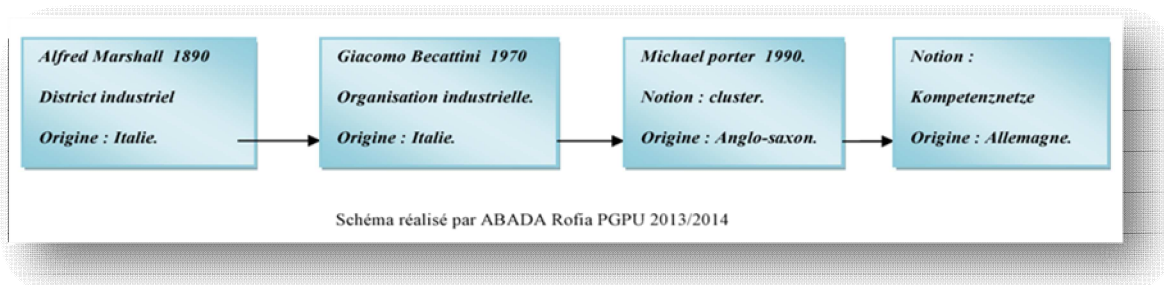 Alfred Marshall 1890
District industriel
Origine : Italie.
Giacomo Becattini 1970
Organisation industrielle.
Origine : Italie.
Michael porter 1990.
Notion : cluster.
Origine : Anglo-saxon.
Notion :
Kompetenznetze
Origine : Allemagne.
Schéma réalisé par ABADA Rofia PGPU 2013/2014